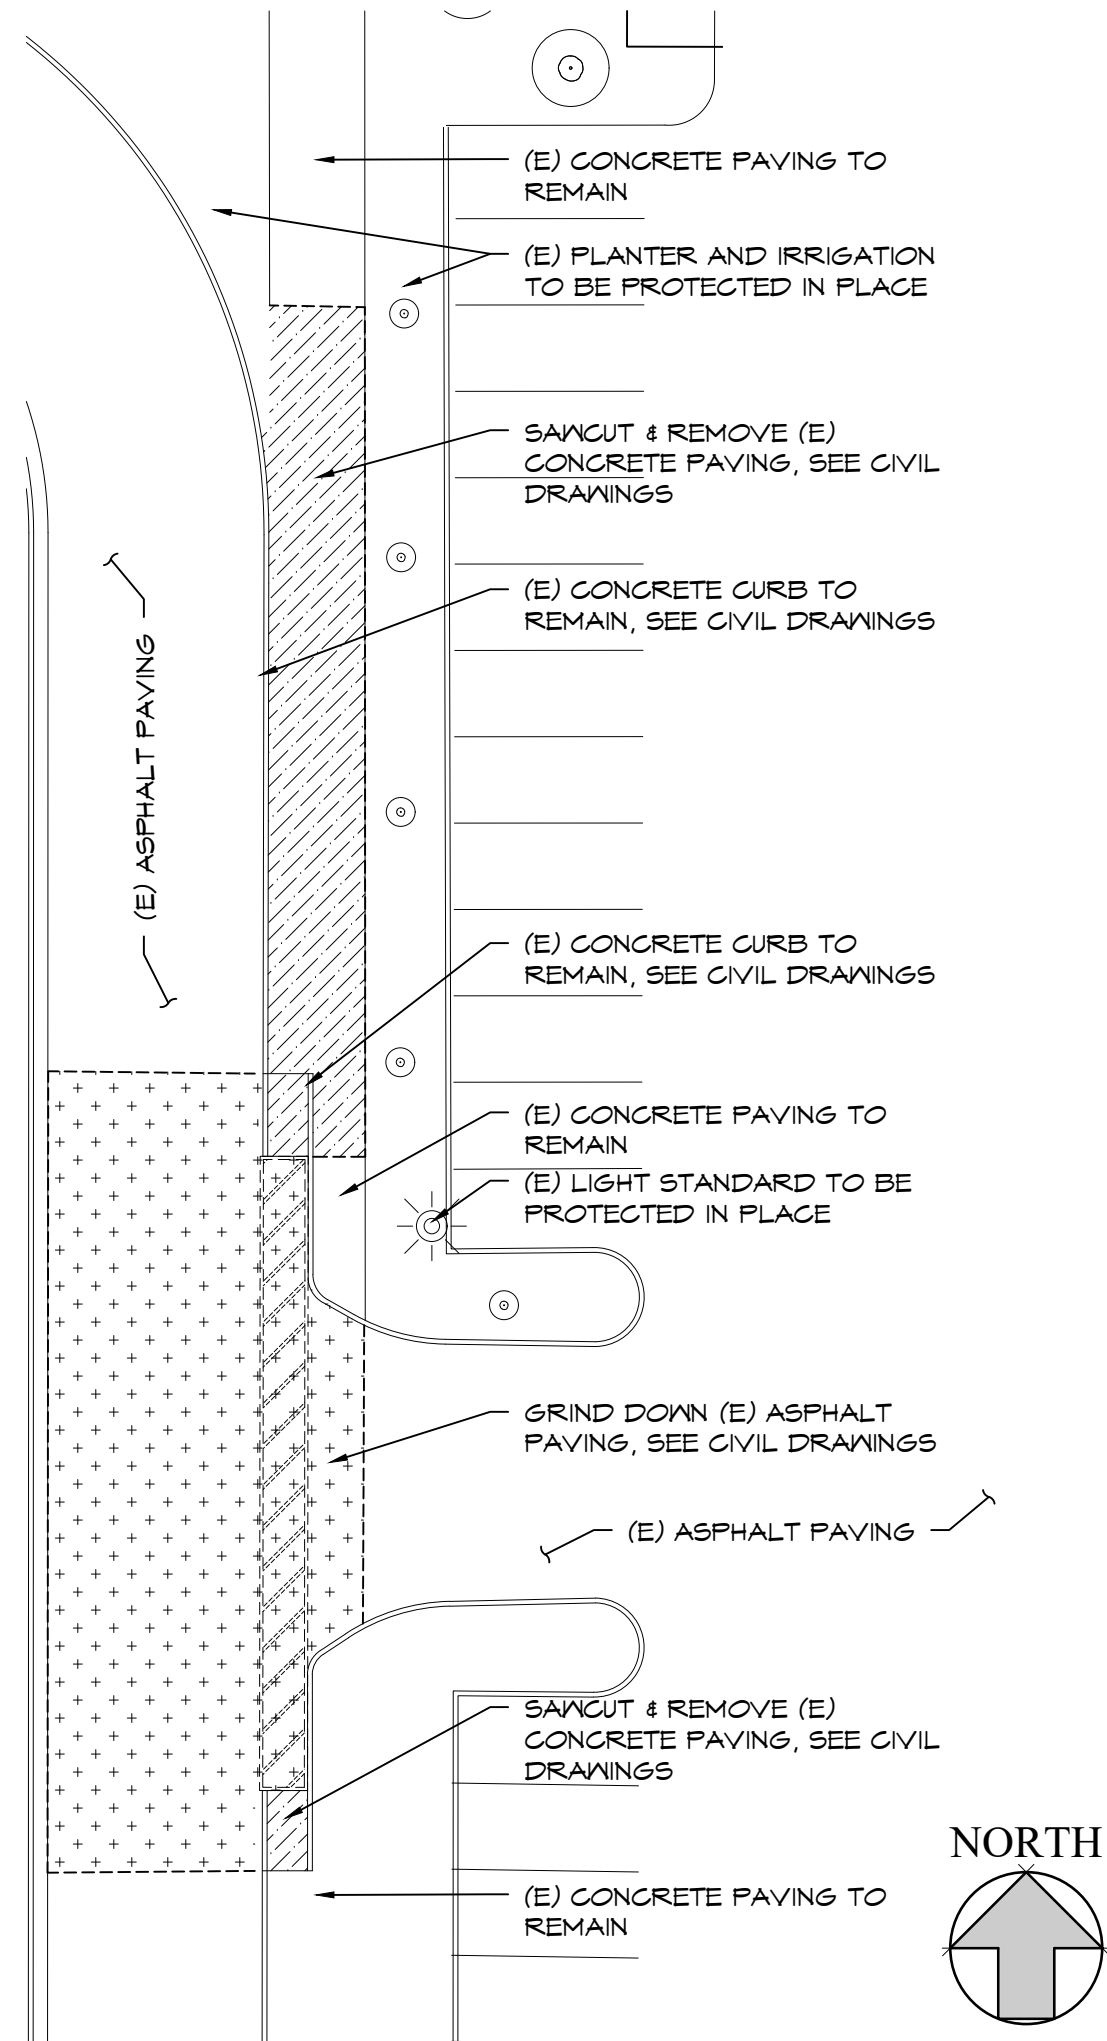 (E) CONCRETE PAVING TO
REMAIN
(E) PLANTER AND IRRIGATION
TO BE PROTECTED IN PLACE
SAWCUT & REMOVE (E)
CONCRETE PAVING, SEE CIVIL
DRAWINGS
(E) CONCRETE CURB TO
REMAIN, SEE CIVIL DRAWINGS
(E) ASPHALT PAVING
(E) CONCRETE CURB TO
REMAIN, SEE CIVIL DRAWINGS
(E) CONCRETE PAVING TO
REMAIN
(E) LIGHT STANDARD TO BE
PROTECTED IN PLACE
GRIND DOWN (E) ASPHALT
PAVING, SEE CIVIL DRAWINGS
(E) ASPHALT PAVING
SAWCUT & REMOVE (E)
CONCRETE PAVING, SEE CIVIL
DRAWINGS
NORTH
(E) CONCRETE PAVING TO
REMAIN